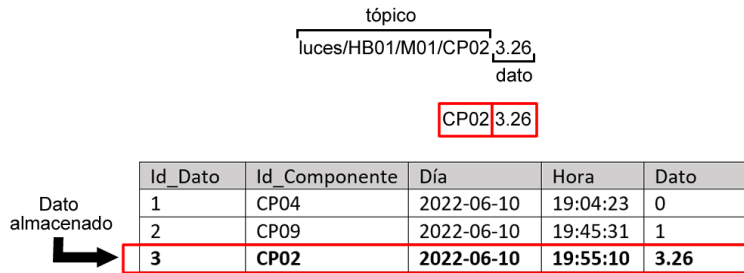 tópico
luces/HB01/M01/CP02 3.26
dato
CP02 3.26
Id_Dato Id_Componente Día Hora Dato
1 CP04 2022-06-10 19:04:23 0
2 CP09 2022-06-10 19:45:31 1
Dato
almacenado
3 CP02 2022-06-10 19:55:10 3.26